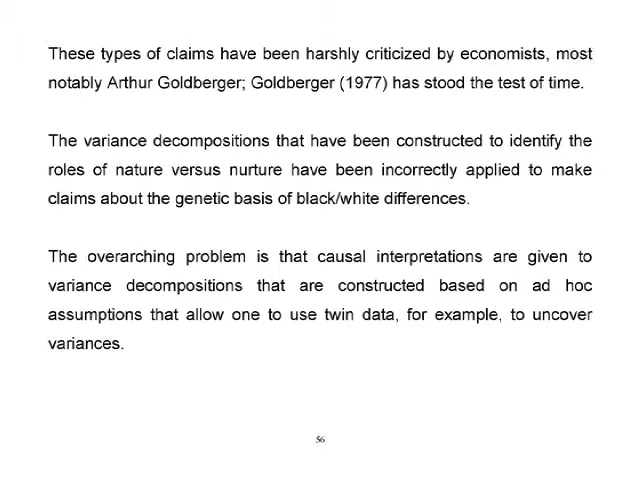 These types of claims have been harshly criticized by economists, most
notably Arthur Goldberger; Goldberger (1977) has stood the test of time.
The variance decompositions that have been constructed to identify the
roles of nature versus nurture have been incorrectly applied to make
claims about the genetic basis of black/white differences.
The overarching problem is that causal interpretations are given to
variance decompositions that are constructed based on ad hoc
assumptions that allow one to use twin data, for example, to uncover
variances.
56